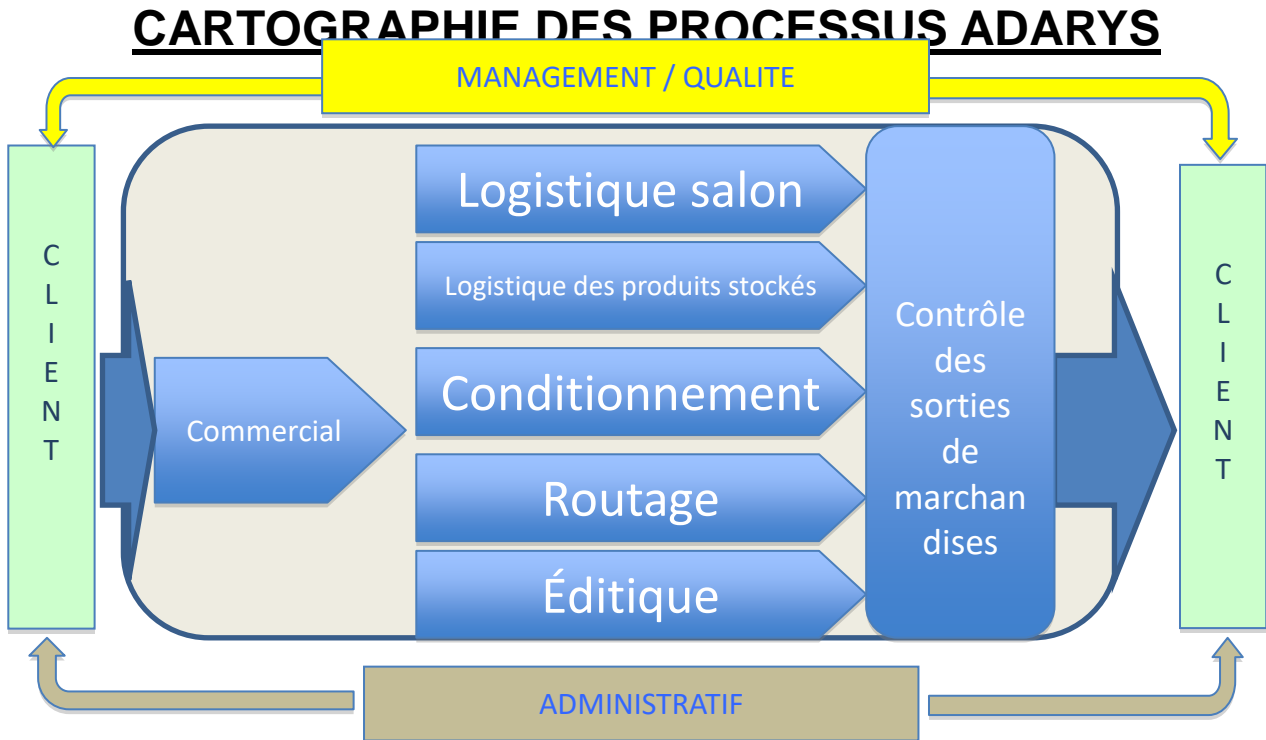 CARTOGRAPHIE DES PROCESSUS ADARYS
MANAGEMENT / QUALITE
C
L
I
E
N
T
Commercial
Logistique salon
Logistique des produits stockés
Conditionnement
Routage
Éditique
Contrôle
des
sorties
de
marchan
dises
C
L
I
E
N
T
ADMINISTRATIF